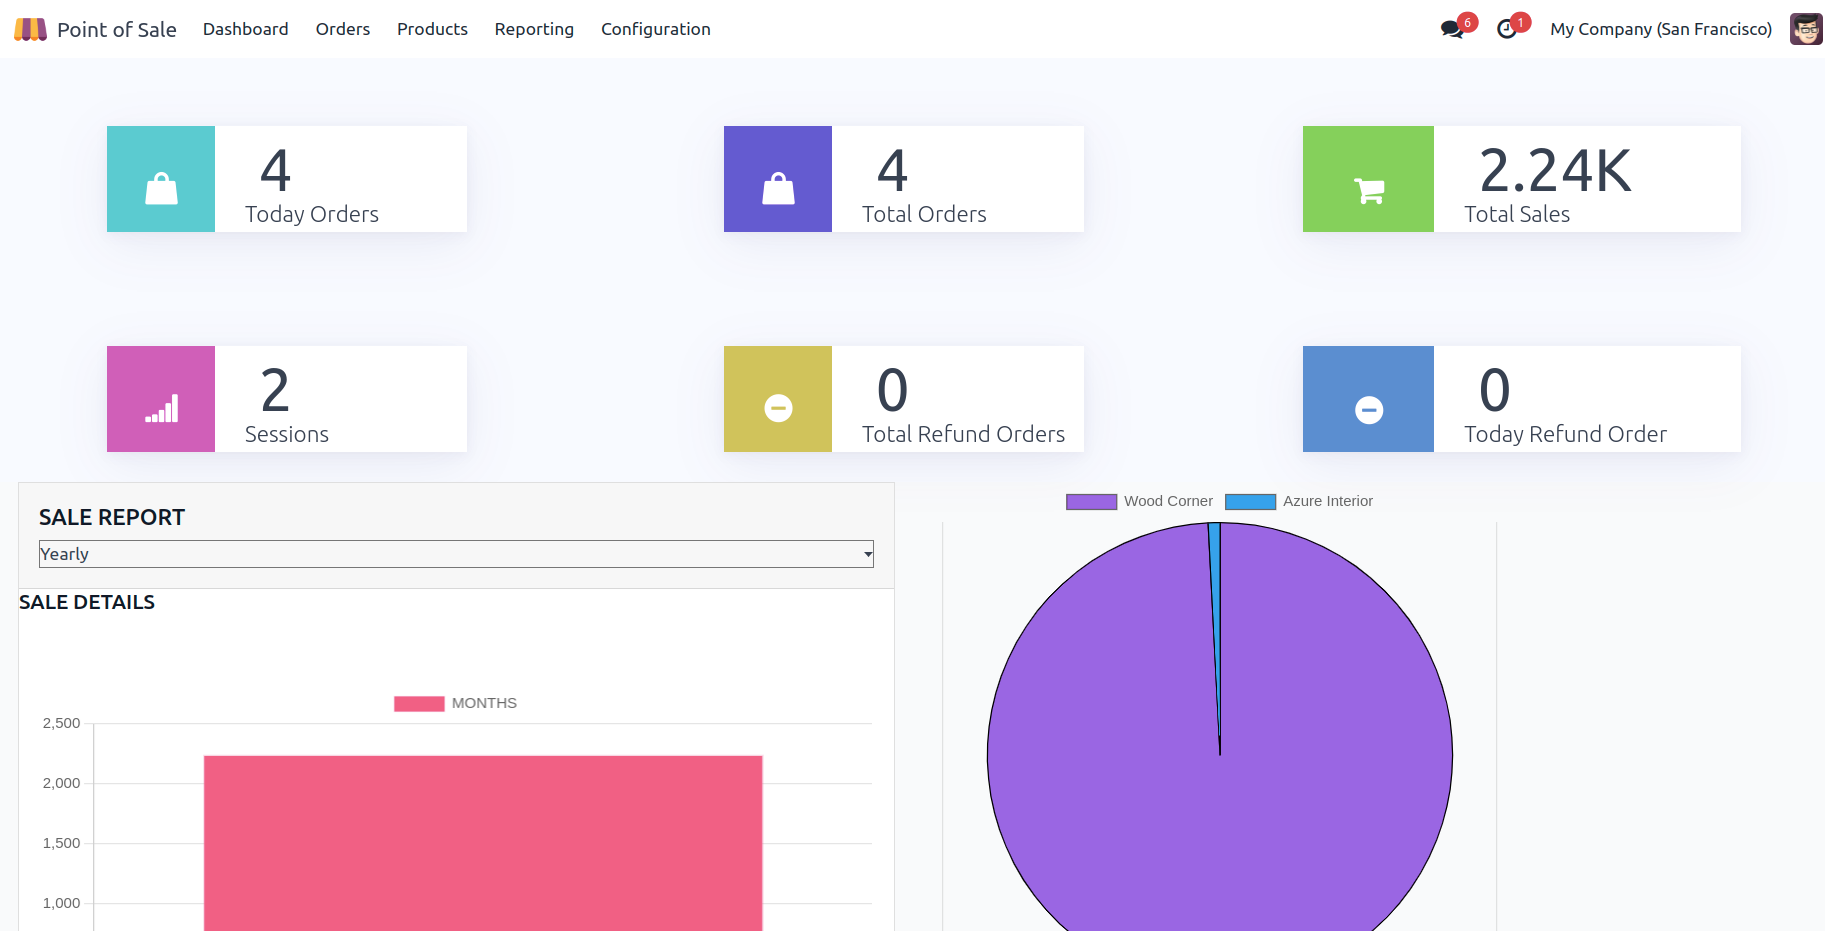 Point of Sale Dashboard Orders Products Reporting Configuration 6 1 My Company (San Francisco)
4
Today Orders
4
Total Orders
2.24K
Total Sales
2
Sessions
0
Total Refund Orders
0
Today Refund Order
SALE REPORT
Yearly
SALE DETAILS
MONTHS
2,500
2,000
1,500
1,000
Wood Corner Azure Interior